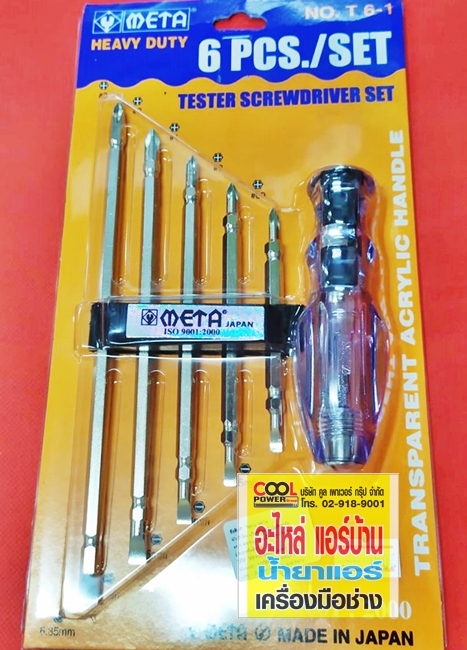 META®
NO. T 6-1
HEAVY DUTY
6 PCS./SET
TESTER SCREWDRIVER SET
TRANSPARENT ACRYLIC HANDLE
META® JAPAN
ISO 9001:2000
COOL POWER
บริษัท คูล เพาเวอร์ กรุ๊ป จำกัด
โทร. 02-918-9001
อะไหล่ แอร์บ้าน
น้ำยาแอร์
เครื่องมือช่าง
6.35mm
META MADE IN JAPAN